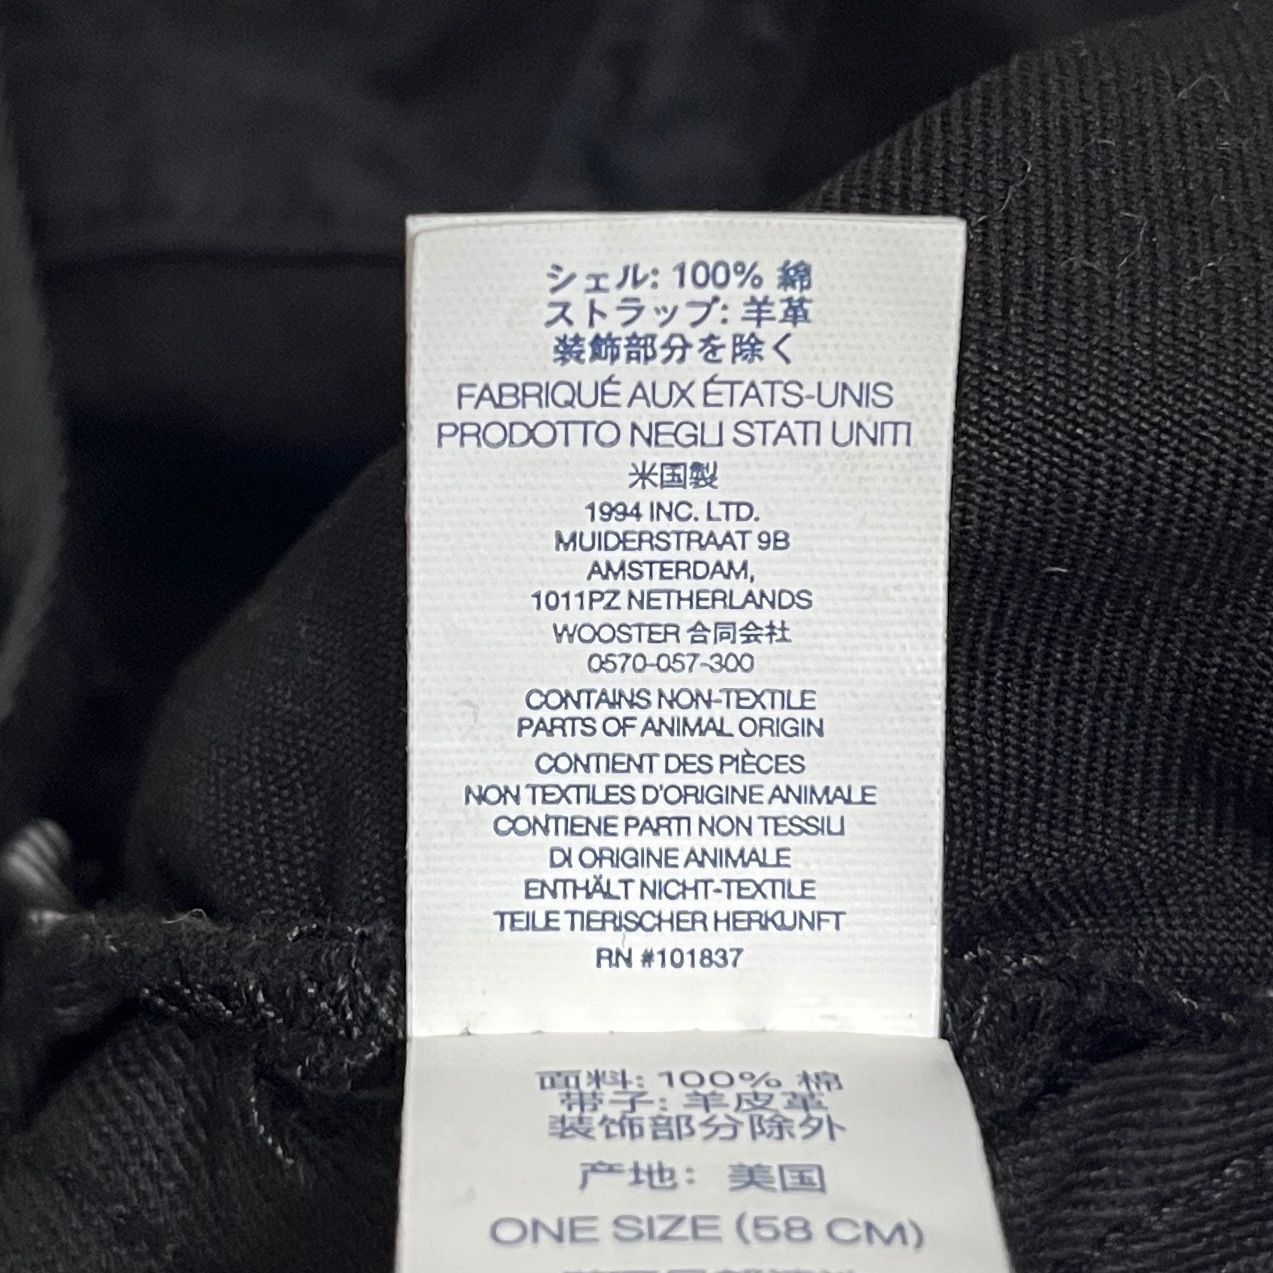 シェル: 100% 綿
ストラップ: 羊革
装飾部分を除く
FABRIQUÉ AUX ÉTATS-UNIS
PRODOTTO NEGLI STATI UNITI
米国製
1994 INC. LTD.
MUIDERSTRAAT 9B
AMSTERDAM,
1011PZ NETHERLANDS
WOOSTER 合同会社
0570-057-300
CONTAINS NON-TEXTILE
PARTS OF ANIMAL ORIGIN
CONTIENT DES PIÈCES
NON TEXTILES D'ORIGINE ANIMALE
CONTIENE PARTI NON TESSILI
DI ORIGINE ANIMALE
ENTHÄLT NICHT-TEXTILE
TEILE TIERISCHER HERKUNFT
RN #101837
面料: 100% 棉
带子: 羊皮革
装饰部分除外
产地: 美国
ONE SIZE (58 CM)